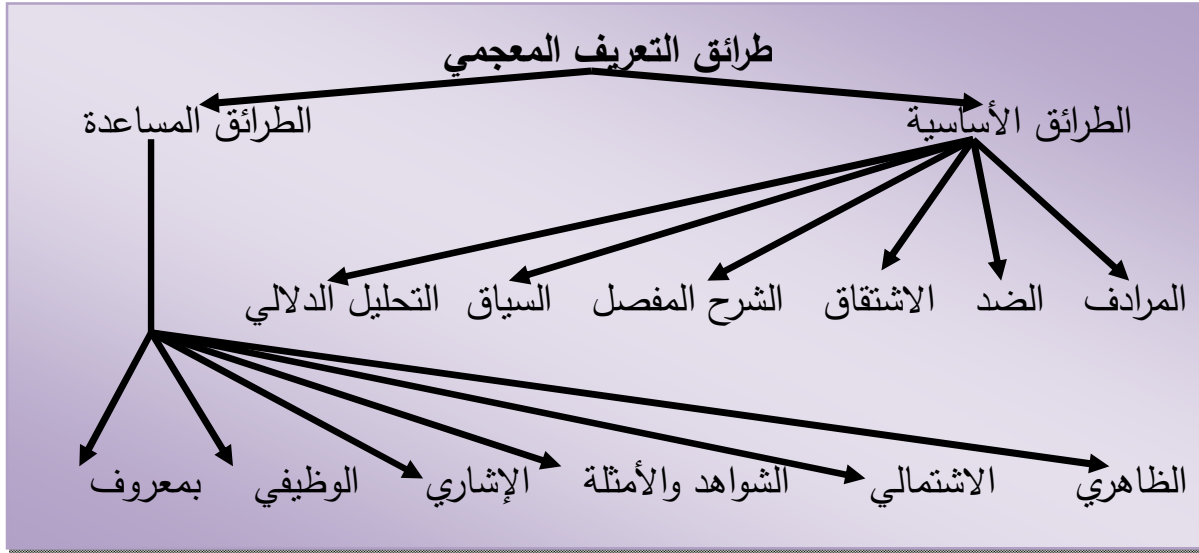 طرائق التعريف المعجمي
الطرائق الأساسية الطرائق المساعدة
المرادف الضد الاشتقاق الشرح المفصل السياق التحليل الدلالي
الظاهري الاشتمالي الشواهد والأمثلة الإشاري الوظيفي بمعروف